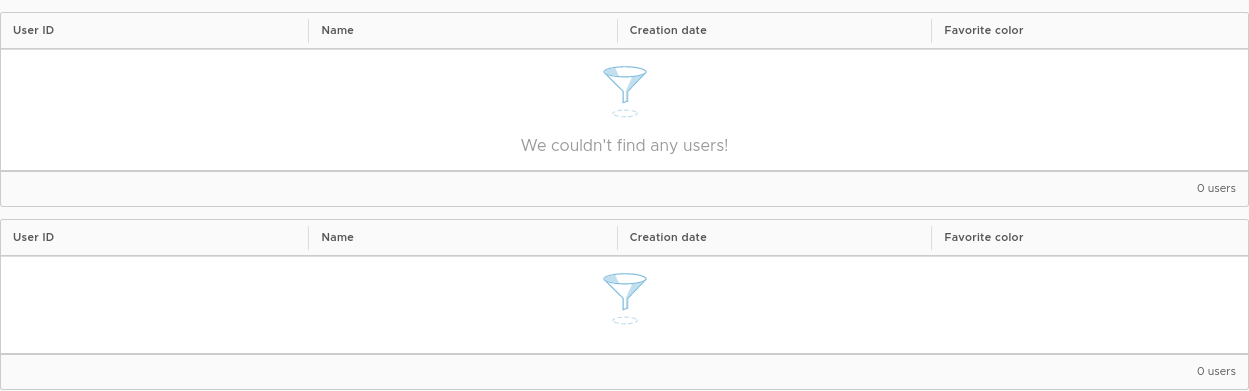 User ID Name Creation date Favorite color
We couldn't find any users!
0 users
User ID Name Creation date Favorite color
0 users